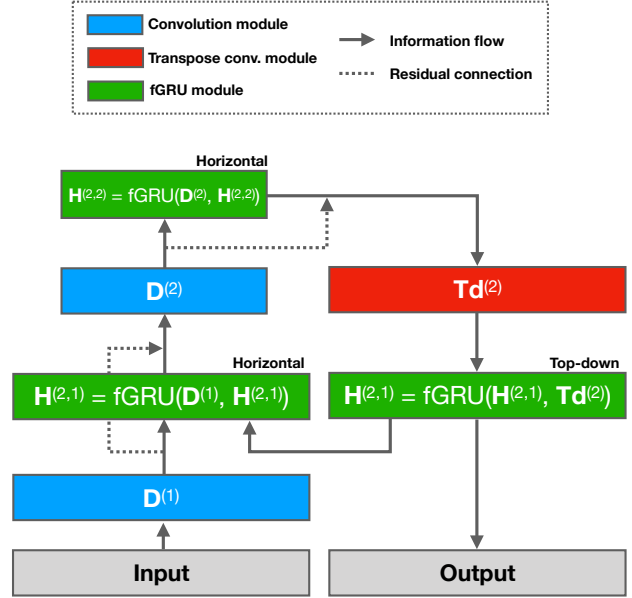 Convolution module
Transpose conv. module
fGRU module
Information flow
Residual connection
Horizontal
H(2,2) = fGRU(D(2), H(2,2))
D(2)
Td(2)
Horizontal
Top-down
H(2,1) = fGRU(D(1), H(2,1))
H(2,1) = fGRU(H(2,1), Td(2))
D(1)
Input
Output